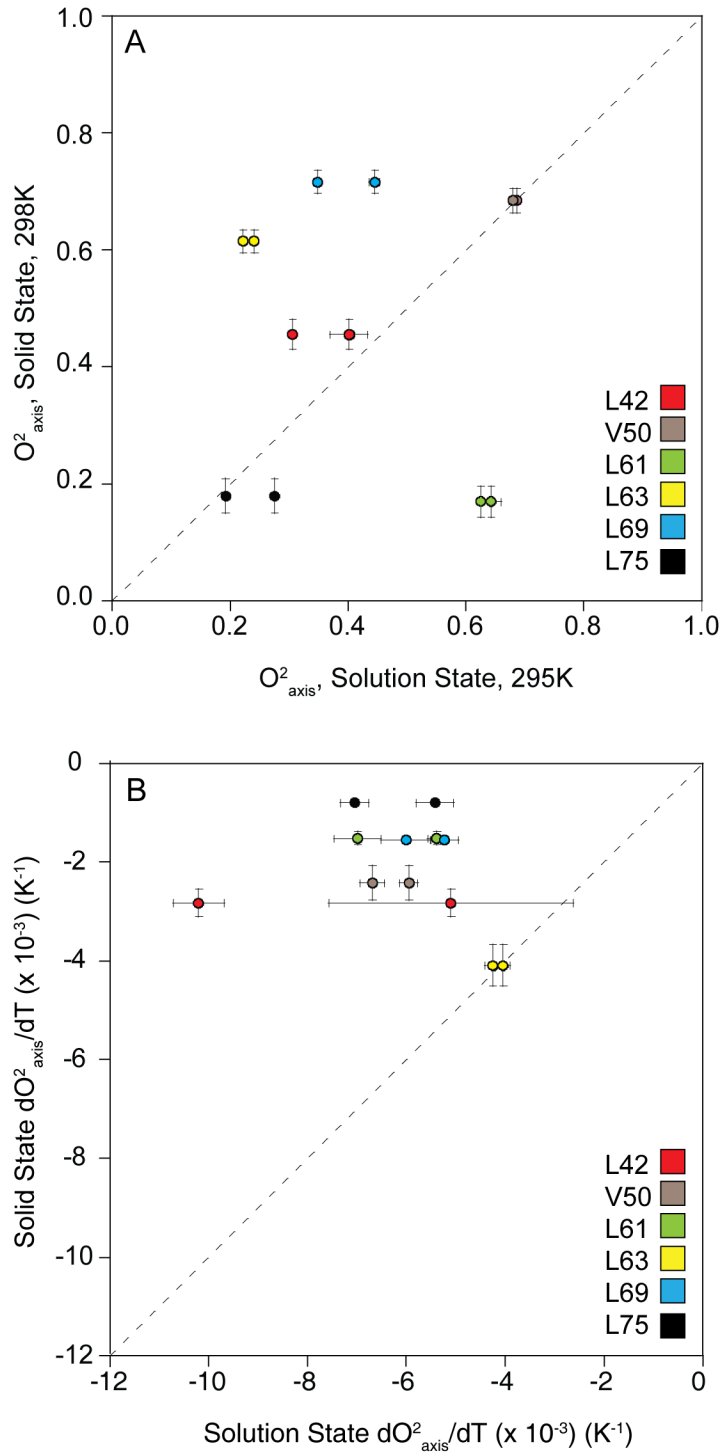 A
O²axis, Solid State, 298K
1.0
0.8
0.6
0.4
0.2
0.0
L42
V50
L61
L63
L69
L75
0.0 0.2 0.4 0.6 0.8 1.0
O²axis, Solution State, 295K
B
Solid State dO²axis/dT (x 10⁻³) (K⁻¹)
0
-2
-4
-6
-8
-10
-12
L42
V50
L61
L63
L69
L75
-12 -10 -8 -6 -4 -2 0
Solution State dO²axis/dT (x 10⁻³) (K⁻¹)